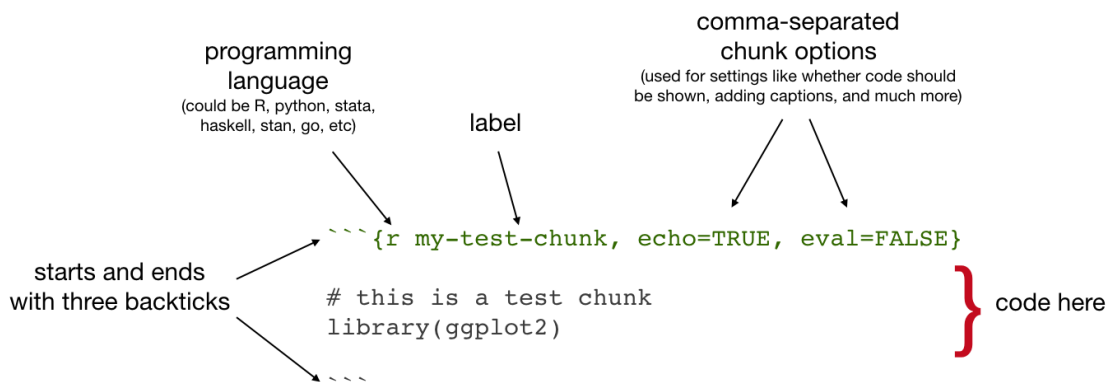 programming
language
(could be R, python, stata,
haskell, stan, go, etc)
label
comma-separated
chunk options
(used for settings like whether code should
be shown, adding captions, and much more)
```{r my-test-chunk, echo=TRUE, eval=FALSE}
starts and ends
with three backticks
# this is a test chunk
library(ggplot2)
code here
```